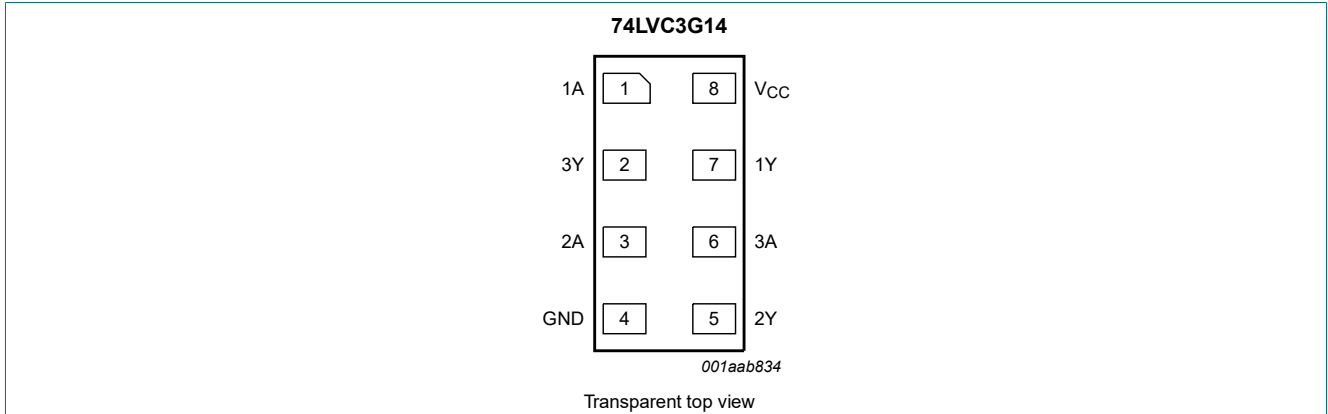 74LVC3G14
1A 1 8 VCC
3Y 2 7 1Y
2A 3 6 3A
GND 4 5 2Y
001aab834
Transparent top view